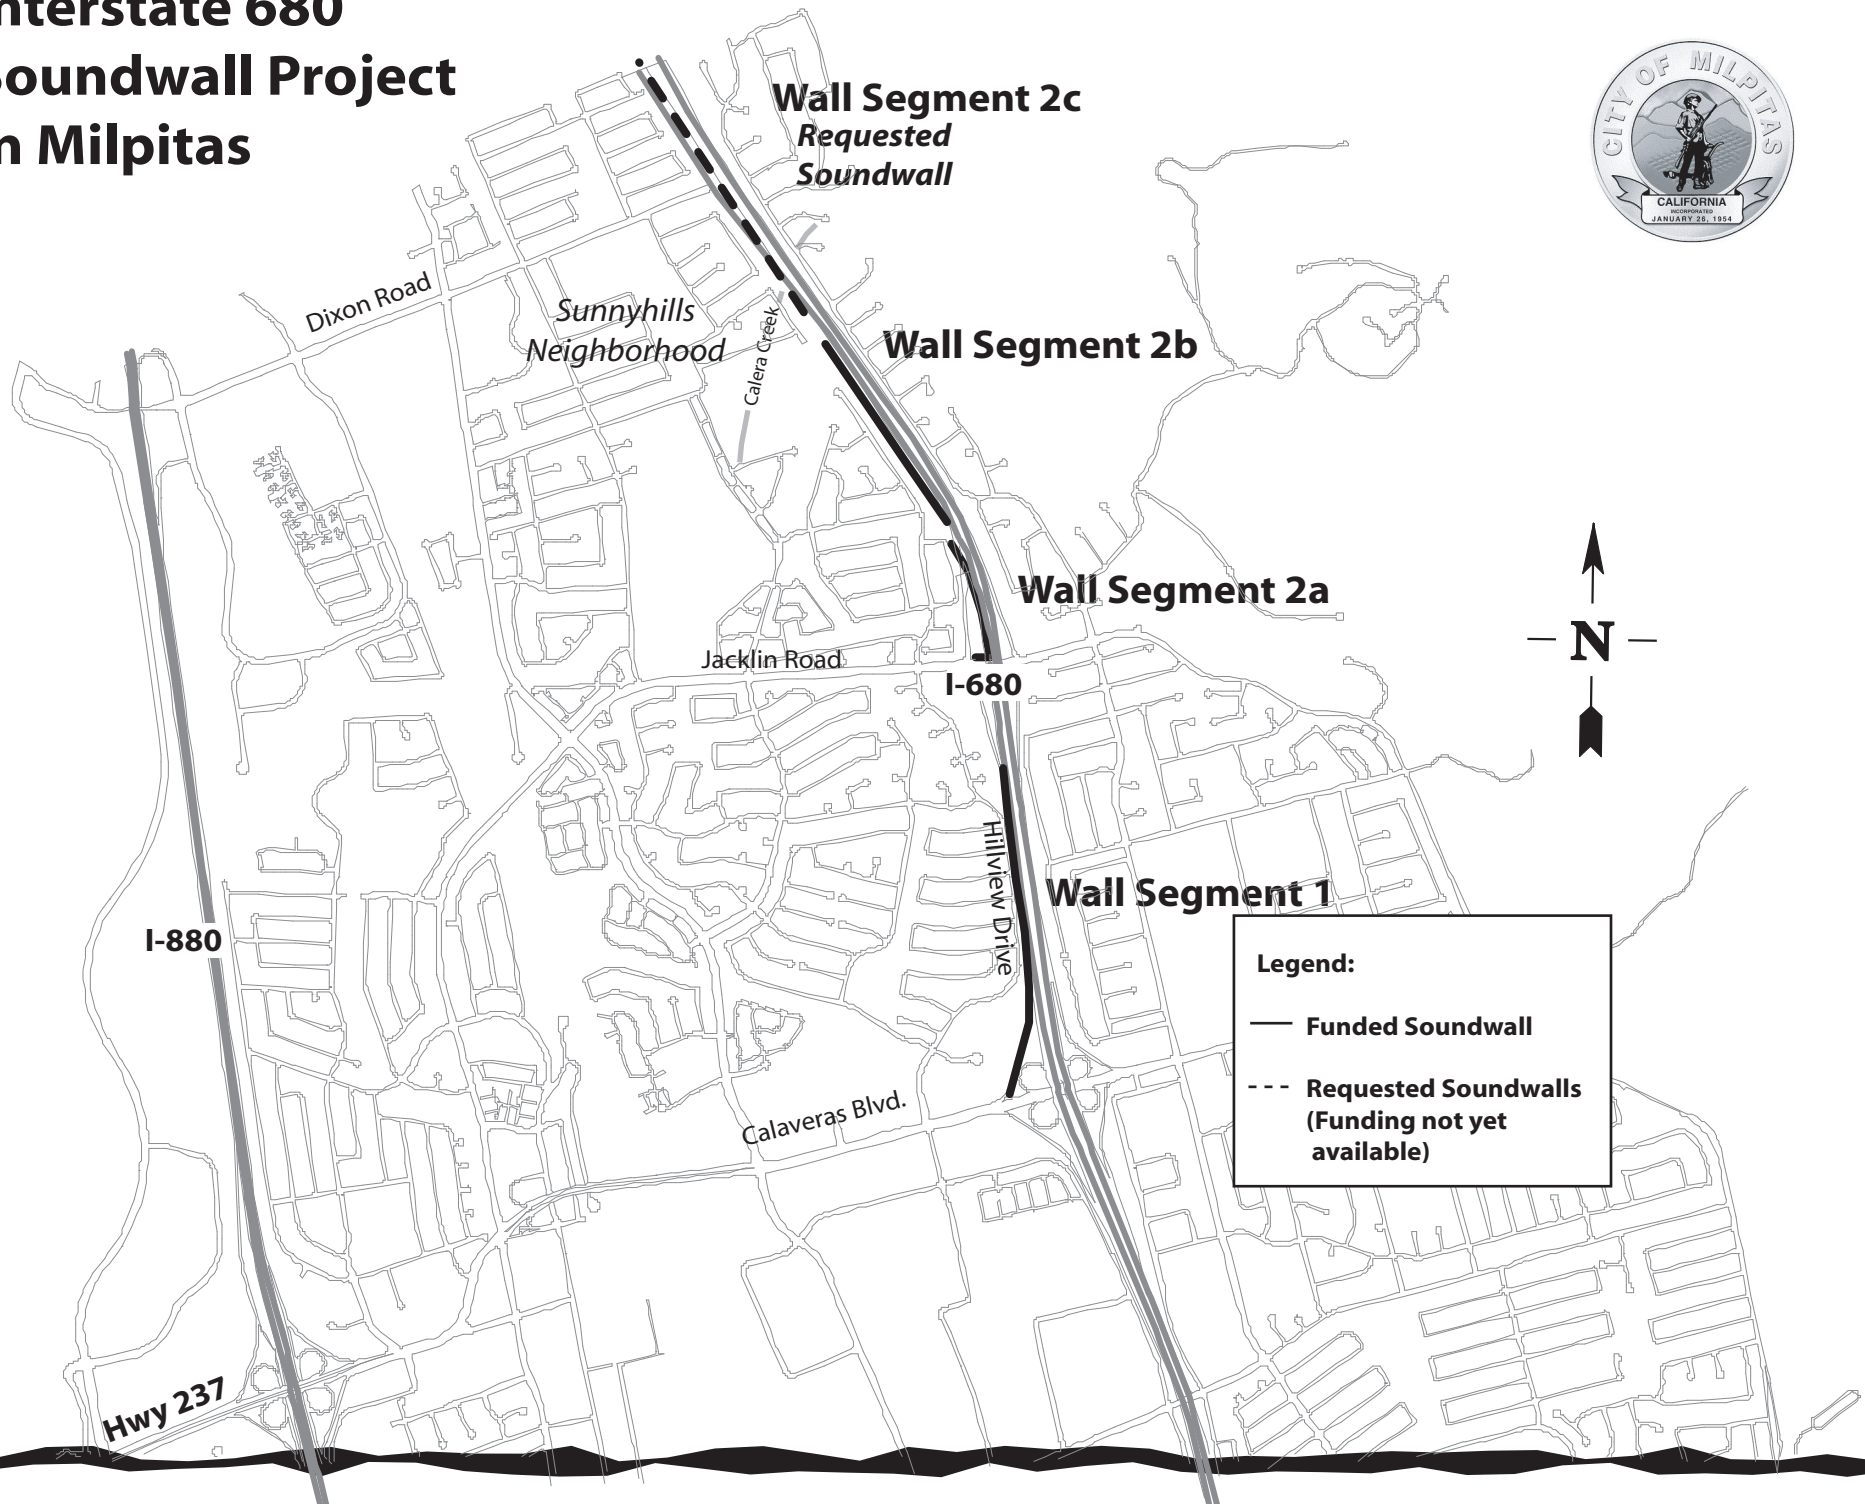 nterstate 680
oundwall Project
n Milpitas
Wall Segment 2c
Requested
Soundwall
CITY OF MILPITAS
CALIFORNIA
INCORPORATED
JANUARY 26, 1954
Dixon Road
Sunnyhills
Neighborhood
Calera Creek
Wall Segment 2b
Wall Segment 2a
N
Jacklin Road
I-680
Hillview Drive
Wall Segment 1
I-880
Legend:
Funded Soundwall
Requested Soundwalls
(Funding not yet
available)
Calaveras Blvd.
Hwy 237